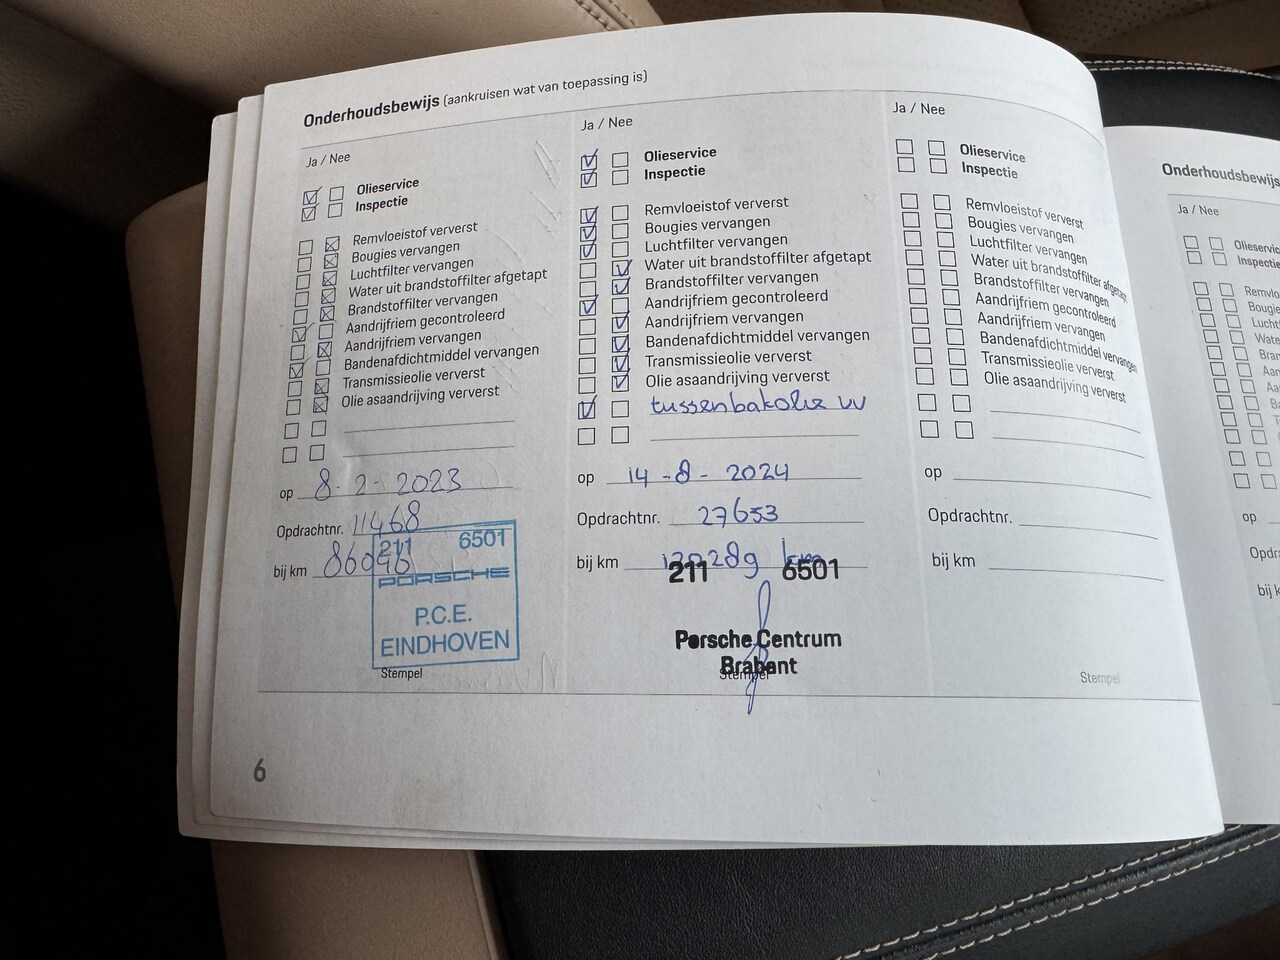 Onderhoudsbewijs (aankruisen wat van toepassing is)
Ja / Nee
Olieservice
Inspectie
Remvloeistof ververst
Bougies vervangen
Luchtfilter vervangen
Water uit brandstoffilter afgetapt
Brandstoffilter vervangen
Aandrijfriem gecontroleerd
Aandrijfriem vervangen
Bandenafdichtmiddel vervangen
Transmissieolie ververst
Olie asaandrijving ververst
op 8-2-2023
Opdrachtnr. 11468
bij km
211 6501
PORSCHE
P.C.E.
EINDHOVEN
Stempel
Ja / Nee
Olieservice
Inspectie
Remvloeistof ververst
Bougies vervangen
Luchtfilter vervangen
Water uit brandstoffilter afgetapt
Brandstoffilter vervangen
Aandrijfriem gecontroleerd
Aandrijfriem vervangen
Bandenafdichtmiddel vervangen
Transmissieolie ververst
Olie asaandrijving ververst
tussenbakolie vv
op 14-8-2024
Opdrachtnr. 27653
bij km km
211 6501
Porsche Centrum
Brabant
Stempel
Ja / Nee
Olieservice
Inspectie
Remvloeistof ververst
Bougies vervangen
Luchtfilter vervangen
Water uit brandstoffilter afgetapt
Brandstoffilter vervangen
Aandrijfriem gecontroleerd
Aandrijfriem vervangen
Bandenafdichtmiddel vervangen
Transmissieolie ververst
Olie asaandrijving ververst
op
Opdrachtnr.
bij km
Stempel
6
Onderhoudsbewijs
Ja / Nee
op